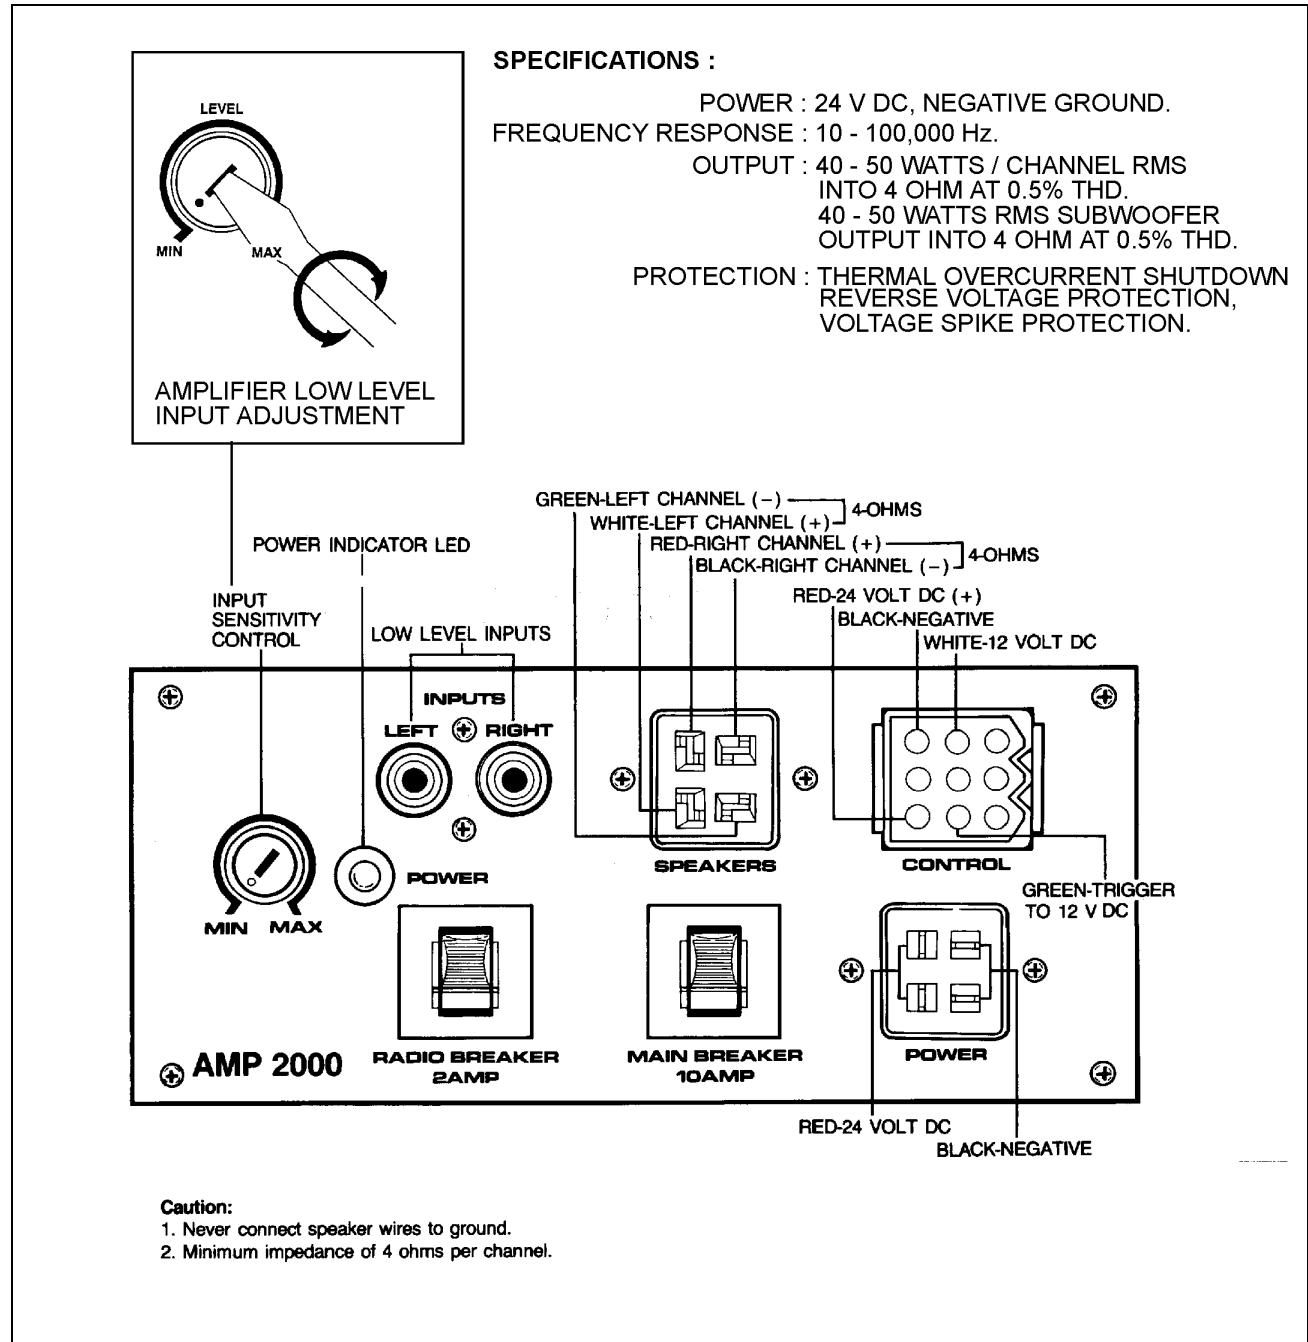 SPECIFICATIONS :
POWER : 24 V DC, NEGATIVE GROUND.
FREQUENCY RESPONSE : 10 - 100,000 Hz.
OUTPUT : 40 - 50 WATTS / CHANNEL RMS
INTO 4 OHM AT 0.5% THD.
40 - 50 WATTS RMS SUBWOOFER
OUTPUT INTO 4 OHM AT 0.5% THD.
PROTECTION : THERMAL OVERCURRENT SHUTDOWN
REVERSE VOLTAGE PROTECTION,
VOLTAGE SPIKE PROTECTION.
LEVEL
MIN
MAX
AMPLIFIER LOW LEVEL
INPUT ADJUSTMENT
GREEN-LEFT CHANNEL (−)
WHITE-LEFT CHANNEL (+)
4-OHMS
RED-RIGHT CHANNEL (+)
BLACK-RIGHT CHANNEL (−)
4-OHMS
POWER INDICATOR LED
INPUT
SENSITIVITY
CONTROL
LOW LEVEL INPUTS
RED-24 VOLT DC (+)
BLACK-NEGATIVE
WHITE-12 VOLT DC
INPUTS
LEFT
RIGHT
SPEAKERS
CONTROL
POWER
MIN
MAX
GREEN-TRIGGER
TO 12 V DC
RADIO BREAKER
2AMP
MAIN BREAKER
10AMP
POWER
AMP 2000
RED-24 VOLT DC
BLACK-NEGATIVE
Caution:
1. Never connect speaker wires to ground.
2. Minimum impedance of 4 ohms per channel.